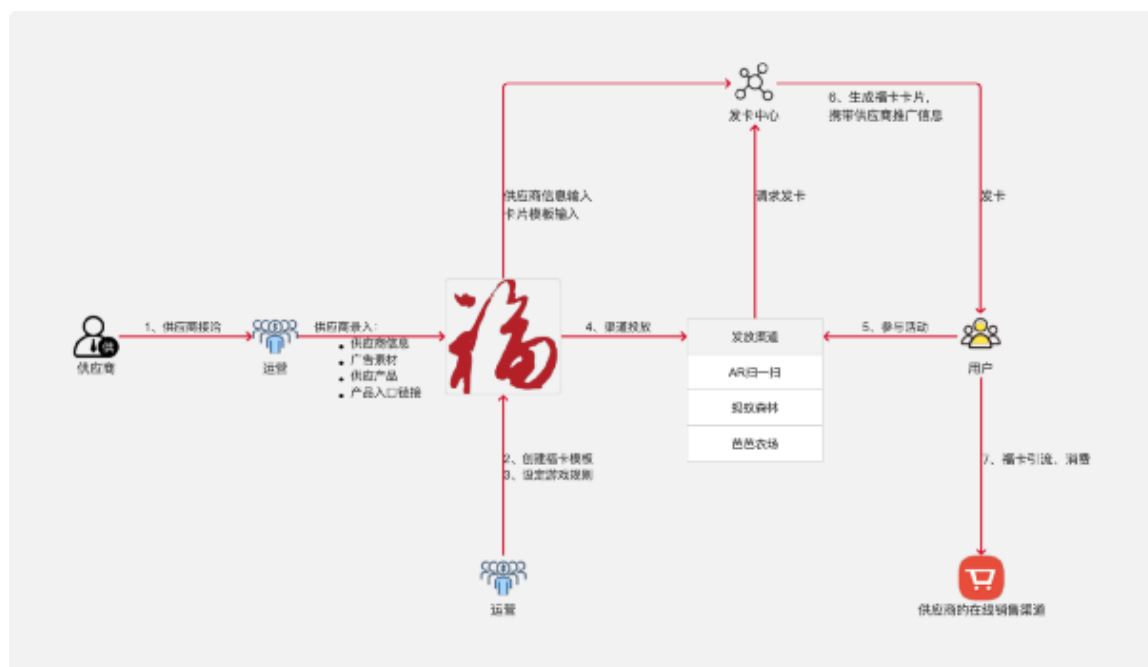 发卡中心
6、生成福卡卡片，
携带供应商推广信息
供应商信息输入
卡片模板输入
请求发卡
发卡
福
1、供应商接洽
供应商
运营
供应商录入：
供应商信息
广告素材
供应产品
产品入口链接
4、渠道投放
发放渠道
AR扫一扫
蚂蚁森林
芭芭农场
5、参与活动
用户
2、创建福卡模板
3、设定游戏规则
7、福卡引流、消费
运营
供应商的在线销售渠道
供